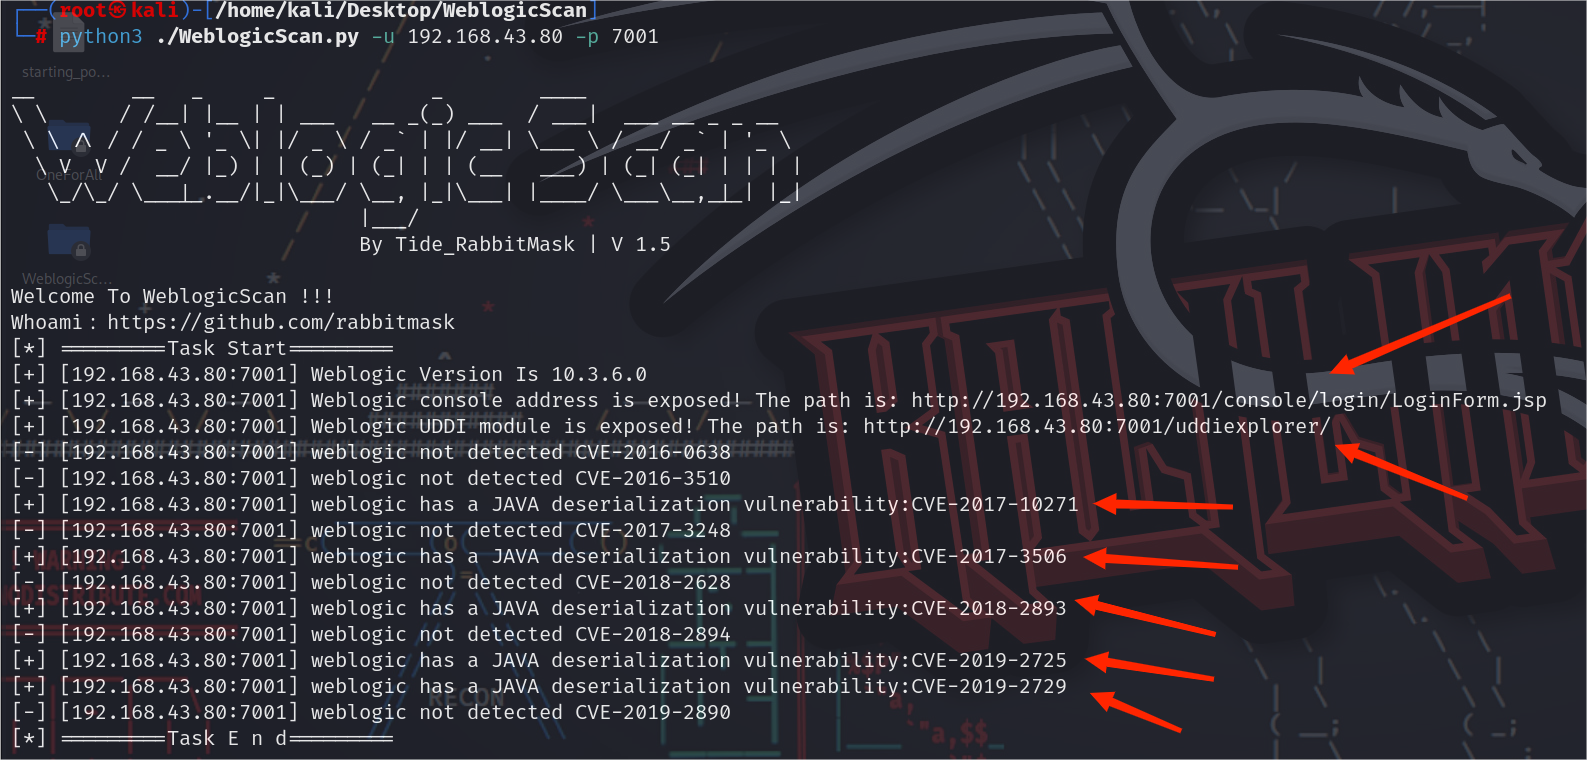 (root㉿kali)-[/home/kali/Desktop/WeblogicScan]
# python3 ./WeblogicScan.py -u 192.168.43.80 -p 7001
starting_po...
WeblogicScan
OneForAll
By Tide_RabbitMask | V 1.5
WeblogicSc...
Welcome To WeblogicScan !!!
Whoami：https://github.com/rabbitmask
[*] =========Task Start=========
[+] [192.168.43.80:7001] Weblogic Version Is 10.3.6.0
[+] [192.168.43.80:7001] Weblogic console address is exposed! The path is: http://192.168.43.80:7001/console/login/LoginForm.jsp
[+] [192.168.43.80:7001] Weblogic UDDI module is exposed! The path is: http://192.168.43.80:7001/uddiexplorer/
[-] [192.168.43.80:7001] weblogic not detected CVE-2016-0638
[-] [192.168.43.80:7001] weblogic not detected CVE-2016-3510
[+] [192.168.43.80:7001] weblogic has a JAVA deserialization vulnerability:CVE-2017-10271
[-] [192.168.43.80:7001] weblogic not detected CVE-2017-3248
[+] [192.168.43.80:7001] weblogic has a JAVA deserialization vulnerability:CVE-2017-3506
[-] [192.168.43.80:7001] weblogic not detected CVE-2018-2628
[+] [192.168.43.80:7001] weblogic has a JAVA deserialization vulnerability:CVE-2018-2893
[-] [192.168.43.80:7001] weblogic not detected CVE-2018-2894
[+] [192.168.43.80:7001] weblogic has a JAVA deserialization vulnerability:CVE-2019-2725
[+] [192.168.43.80:7001] weblogic has a JAVA deserialization vulnerability:CVE-2019-2729
RECON
[-] [192.168.43.80:7001] weblogic not detected CVE-2019-2890
[*] =========Task E n d=========